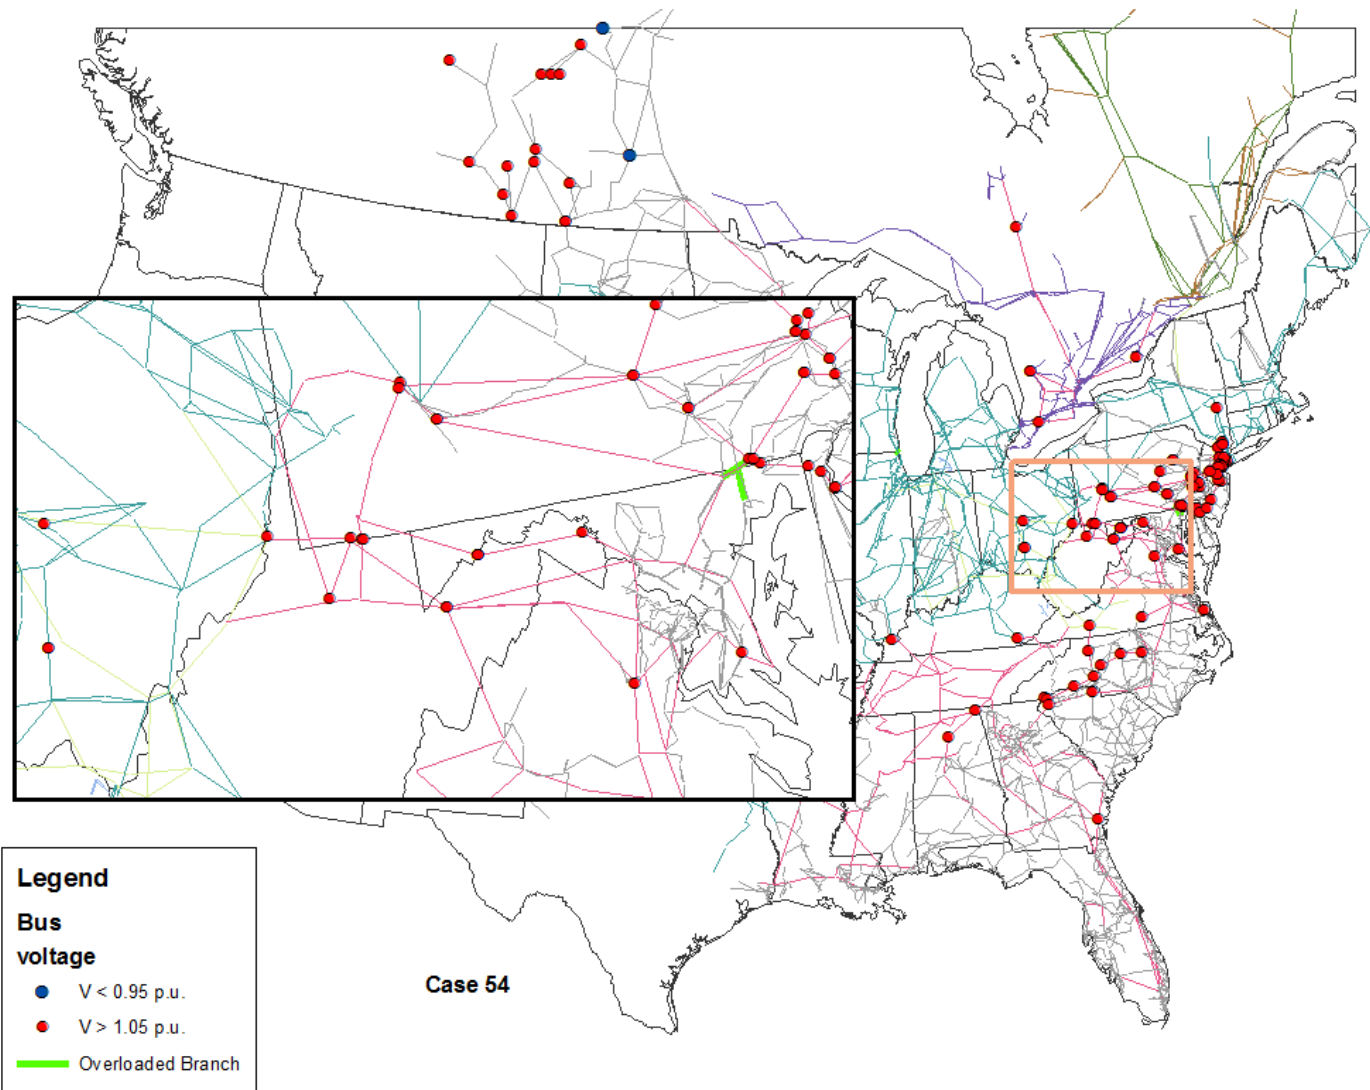 Case 54
Legend
Bus
voltage
V < 0.95 p.u.
V > 1.05 p.u.
Overloaded Branch